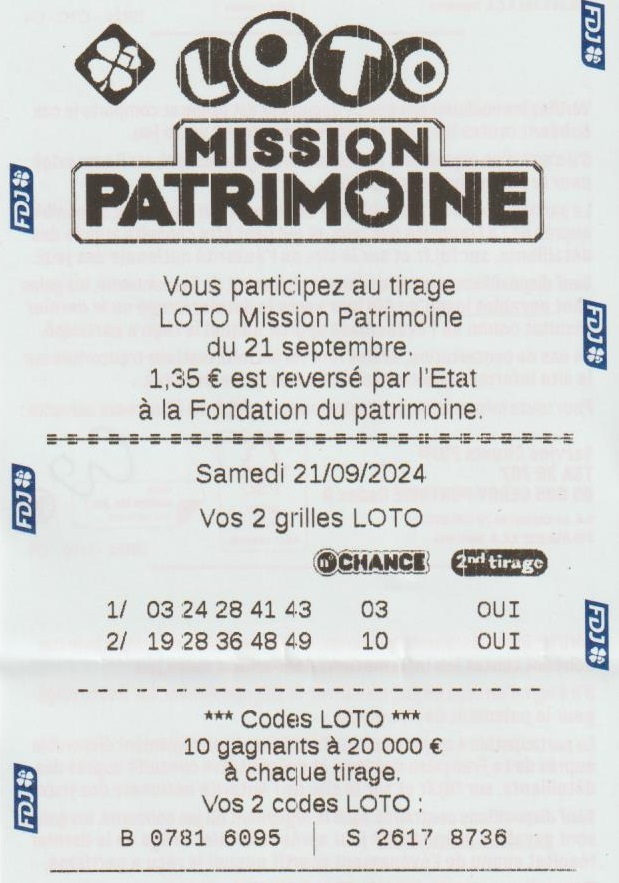 LOTO
MISSION
PATRIMOINE
FDJ
FDJ
Vous participez au tirage
LOTO Mission Patrimoine
du 21 septembre.
1,35 € est reversé par l'Etat
à la Fondation du patrimoine.
FDJ
Samedi 21/09/2024
FDJ
Vos 2 grilles LOTO
n° CHANCE 2nd tirage
1/ 03 24 28 41 43 03 OUI
2/ 19 28 36 48 49 10 OUI
FDJ
*** Codes LOTO ***
10 gagnants à 20 000 €
à chaque tirage.
FDJ
Vos 2 codes LOTO :
B 0781 6095 | S 2617 8736